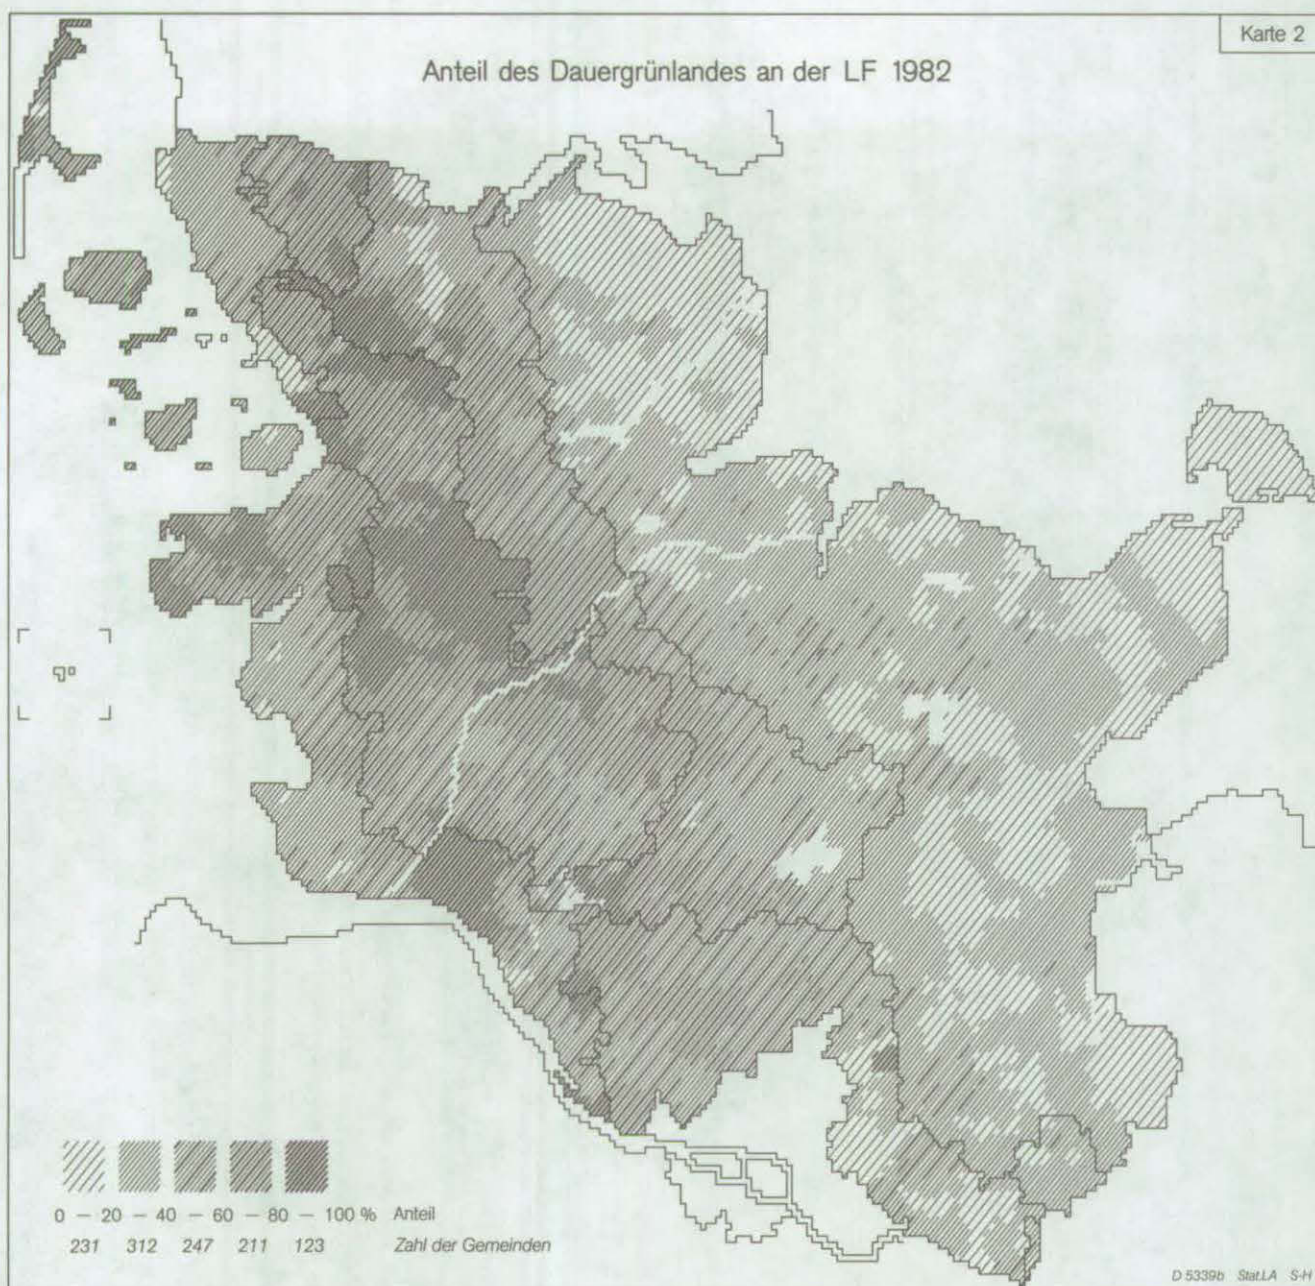 Karte 2
Anteil des Dauergrünlandes an der LF 1982
0 – 20 – 40 – 60 – 80 – 100 % Anteil
231 312 247 211 123 Zahl der Gemeinden
D 5339b Stat.LA S-H